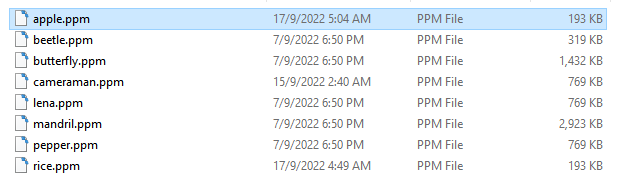 apple.ppm 17/9/2022 5:04 AM PPM File 193 KB
beetle.ppm 7/9/2022 6:50 PM PPM File 319 KB
butterfly.ppm 7/9/2022 6:50 PM PPM File 1,432 KB
cameraman.ppm 15/9/2022 2:40 AM PPM File 769 KB
lena.ppm 7/9/2022 6:50 PM PPM File 769 KB
mandril.ppm 7/9/2022 6:50 PM PPM File 2,923 KB
pepper.ppm 7/9/2022 6:50 PM PPM File 769 KB
rice.ppm 17/9/2022 4:49 AM PPM File 193 KB